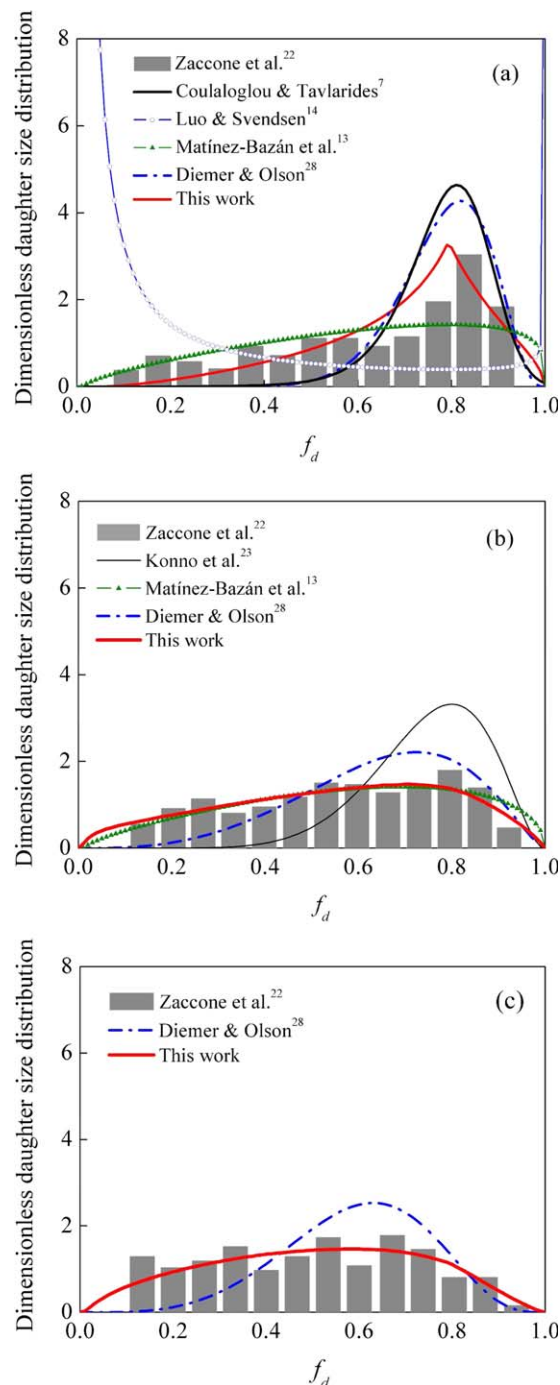 8
Zaccone et al.22
(a)
Coulaloglou & Tavlarides7
6
Luo & Svendsen14
Matínez-Bazán et al.13
Diemer & Olson28
4
This work
2
0
0.0 0.2 0.4 0.6 0.8 1.0
fd
Dimensionless daughter size distribution
8
Zaccone et al.22
(b)
Konno et al.23
6
Matínez-Bazán et al.13
Diemer & Olson28
This work
4
2
0
0.0 0.2 0.4 0.6 0.8 1.0
fd
Dimensionless daughter size distribution
8
Zaccone et al.22
(c)
Diemer & Olson28
6
This work
4
2
0
0.0 0.2 0.4 0.6 0.8 1.0
fd
Dimensionless daughter size distribution